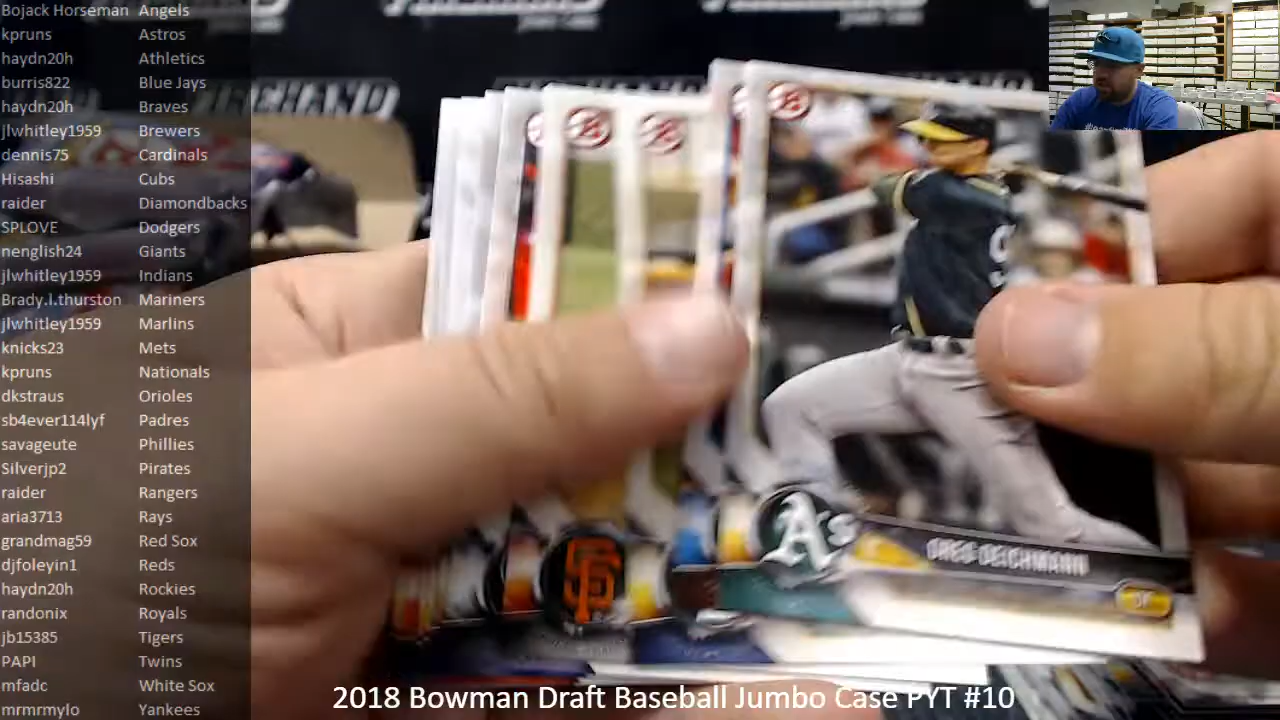 Bojack Horseman Angels
kpruns Astros
haydn20h Athletics
burris822 Blue Jays
haydn20h Braves
jlwhitley1959 Brewers
dennis75 Cardinals
Hisashi Cubs
raider Diamondbacks
SPLOVE Dodgers
nenglish24 Giants
jlwhitley1959 Indians
Brady.l.thurston Mariners
jlwhitley1959 Marlins
knicks23 Mets
kpruns Nationals
dkstraus Orioles
sb4ever114lyf Padres
savageute Phillies
Silverjp2 Pirates
raider Rangers
aria3713 Rays
grandmag59 Red Sox
djfoleyin1 Reds
haydn20h Rockies
randonix Royals
jb15385 Tigers
PAPI Twins
mfadc White Sox
mrmrmylo Yankees
9
A's
SF
GREG DEICHMANN
OF
2018 Bowman Draft Baseball Jumbo Case PYT #10